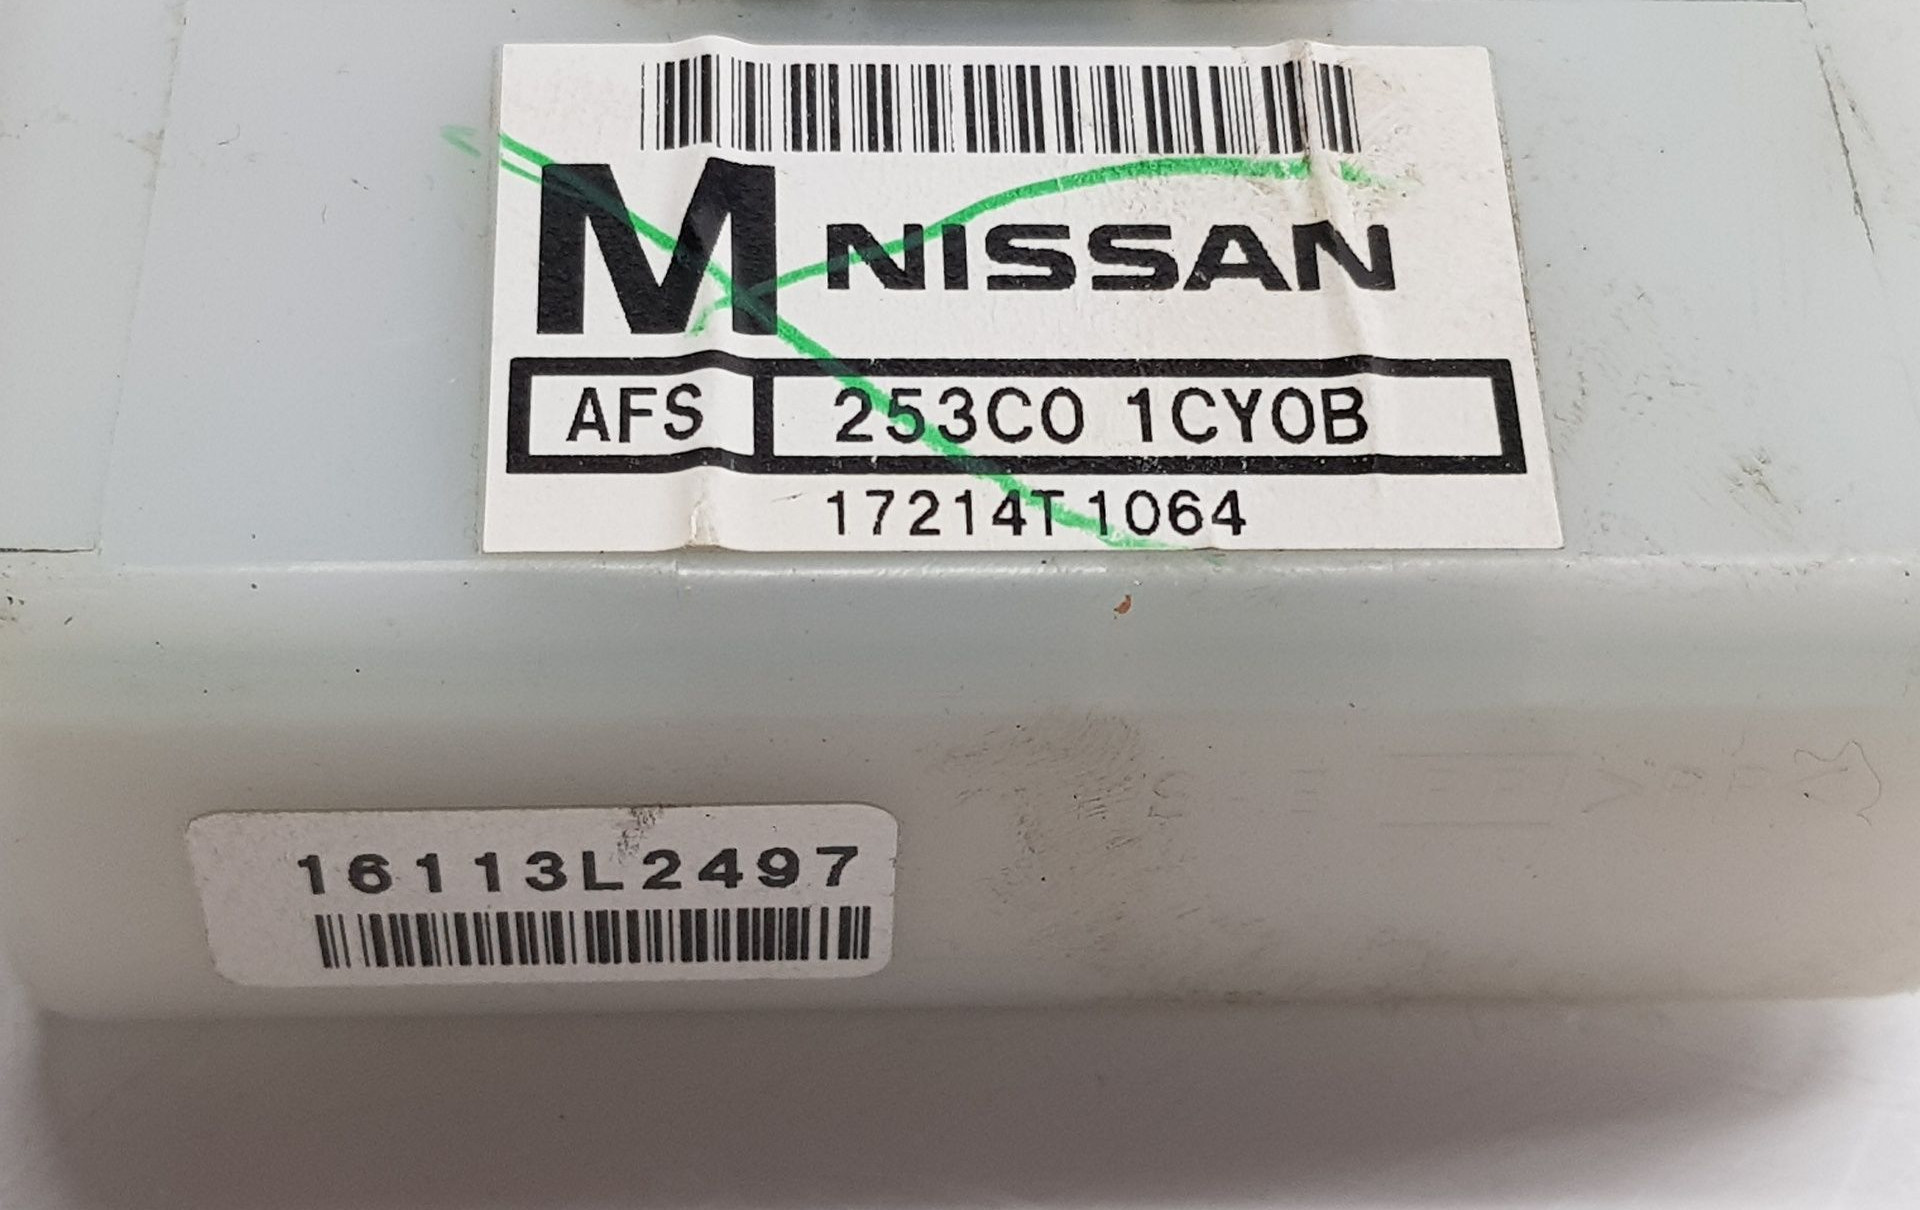 M NISSAN
AFS 253C0 1CY0B
17214T1064
16113L2497